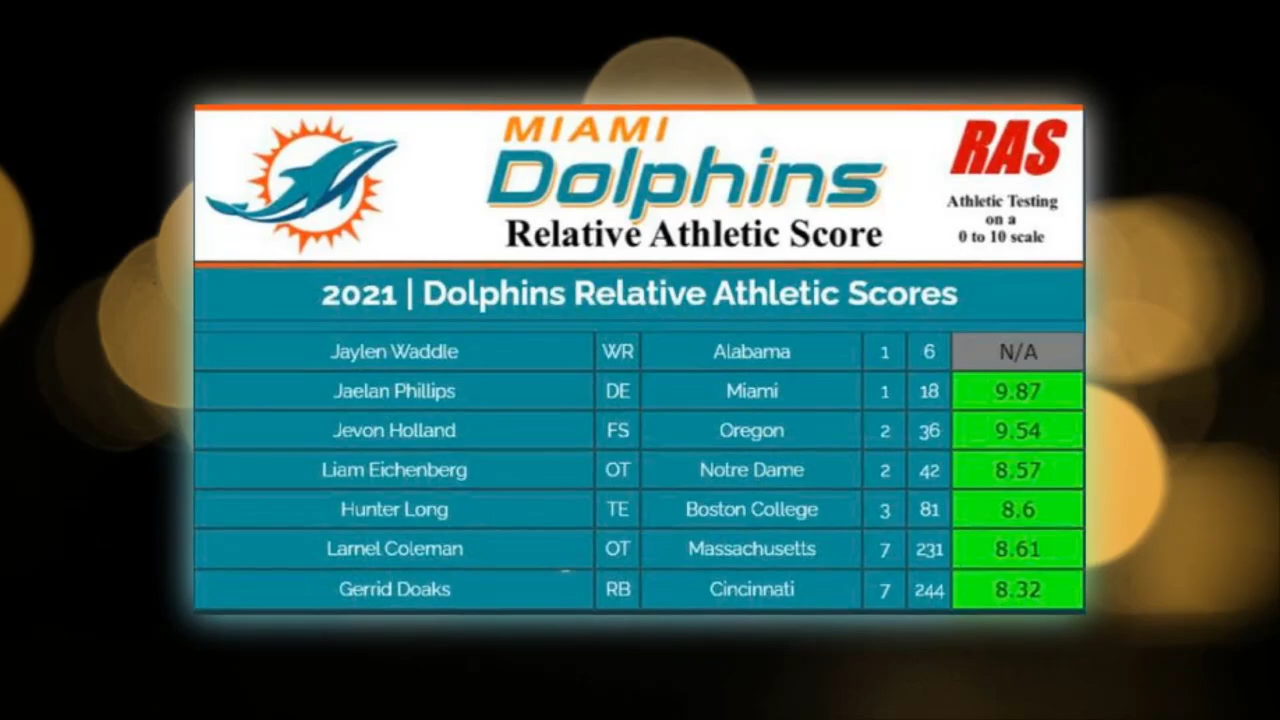 MIAMI
Dolphins
Relative Athletic Score
RAS
Athletic Testing
on a
0 to 10 scale
2021 | Dolphins Relative Athletic Scores
Jaylen Waddle WR Alabama 1 6 N/A
Jaelan Phillips DE Miami 1 18 9.87
Jevon Holland FS Oregon 2 36 9.54
Liam Eichenberg OT Notre Dame 2 42 8.57
Hunter Long TE Boston College 3 81 8.6
Larnel Coleman OT Massachusetts 7 231 8.61
Gerrid Doaks RB Cincinnati 7 244 8.32